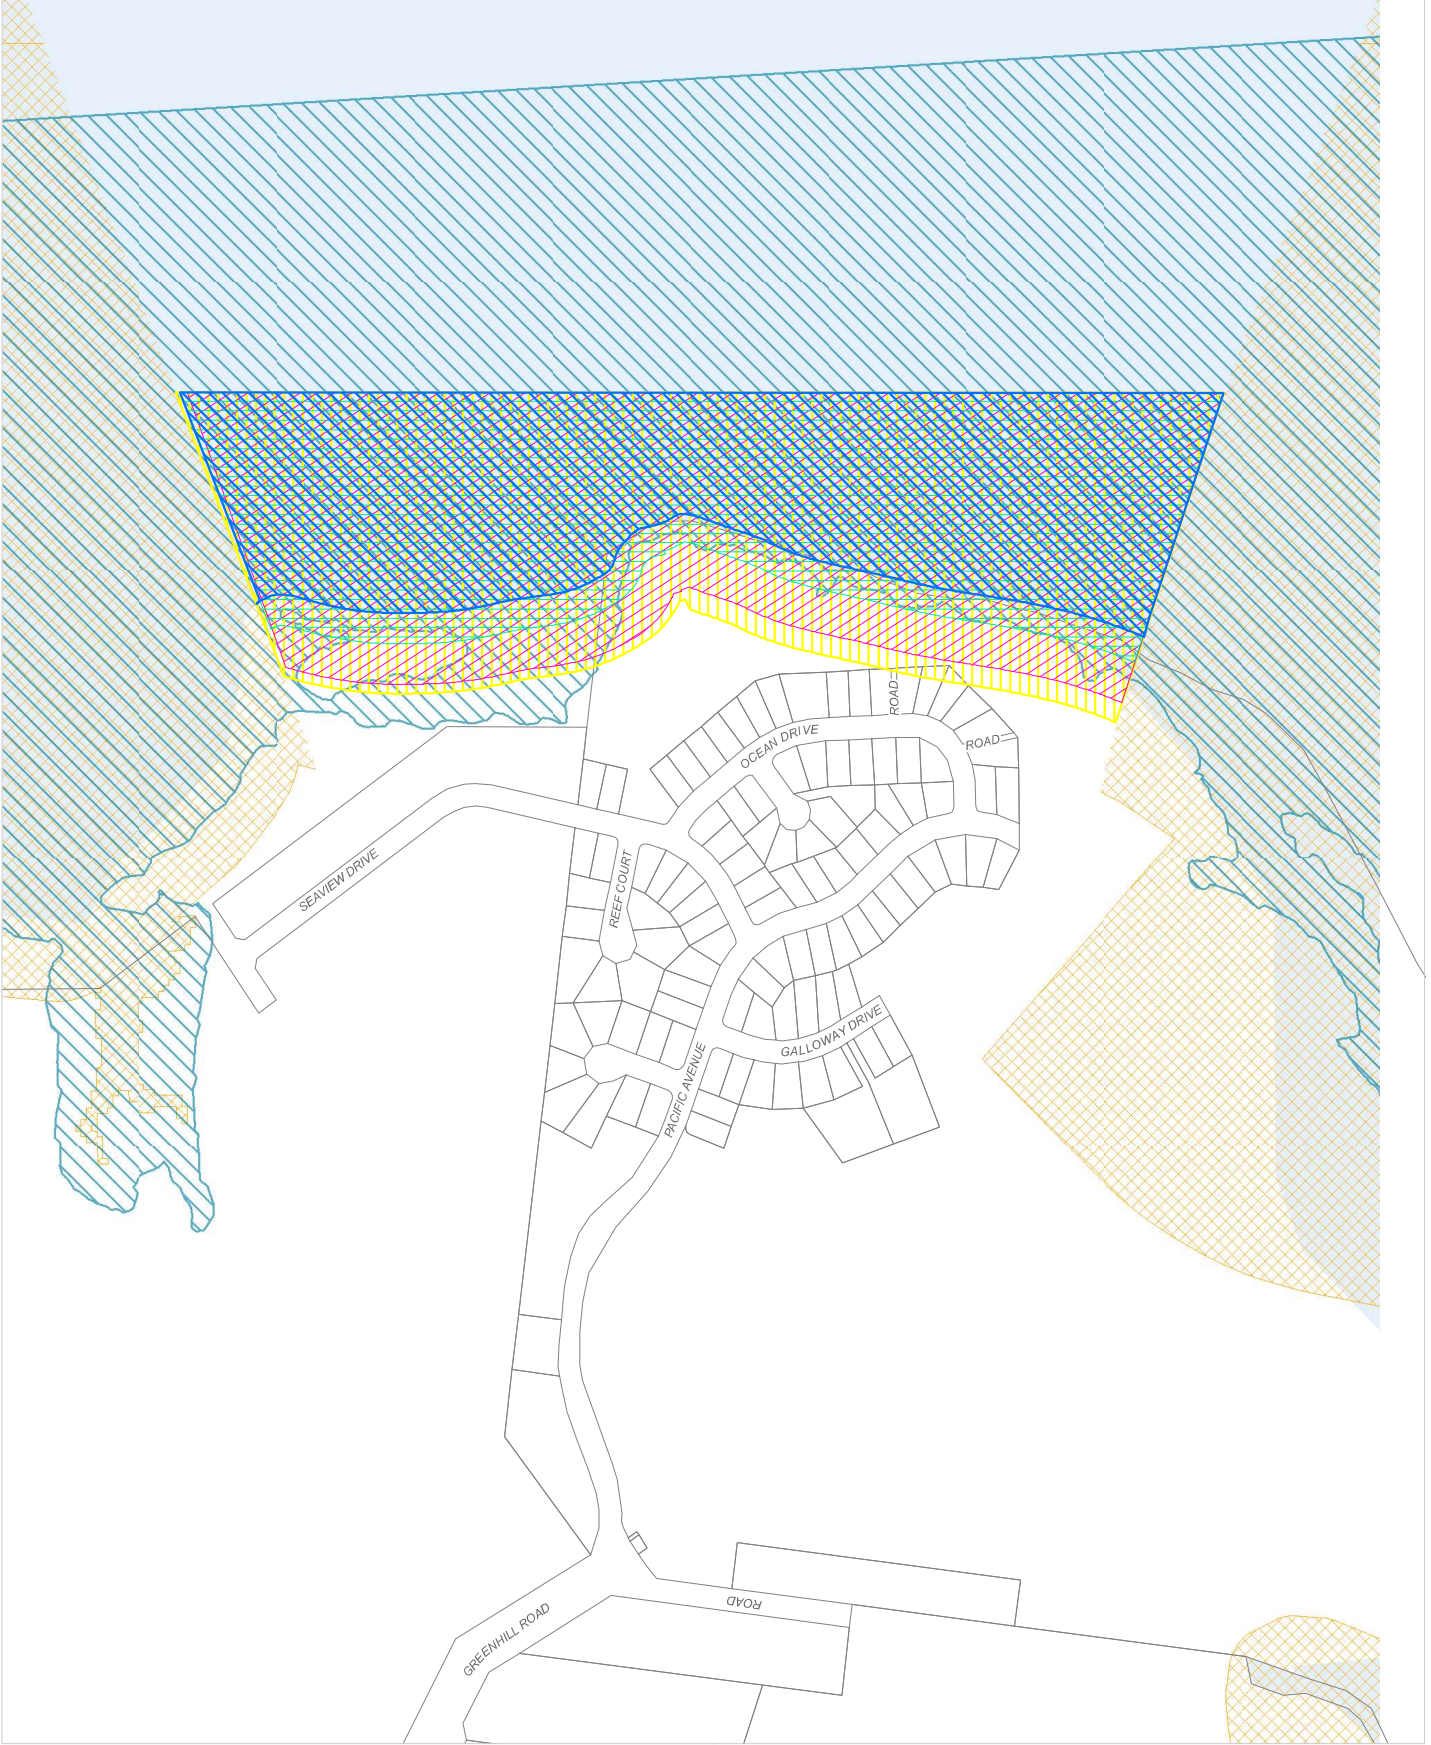 ROAD
OCEAN DRIVE
ROAD
SEAVIEW DRIVE
REEF COURT
GALLOWAY DRIVE
PACIFIC AVENUE
ROAD
GREENHILL ROAD